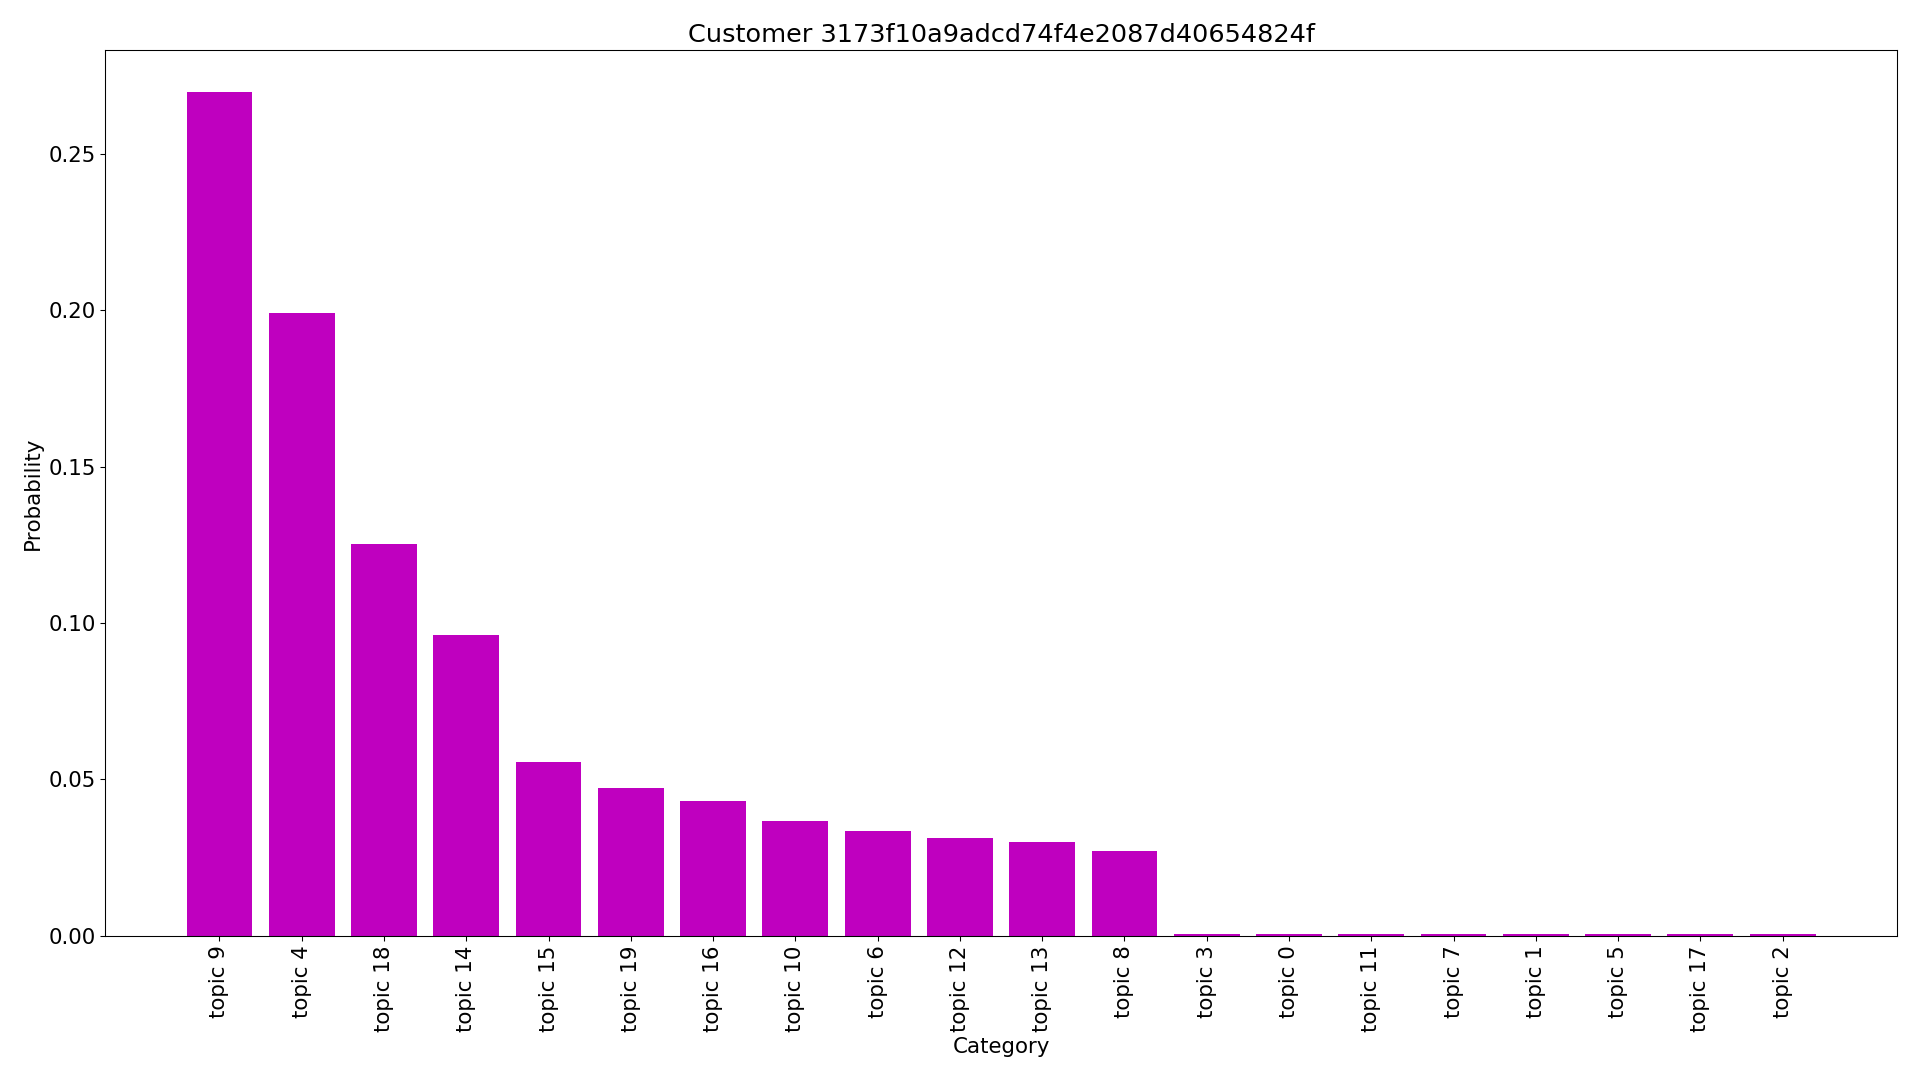 Customer 3173f10a9adcd74f4e2087d40654824f
Probability
0.25
0.20
0.15
0.10
0.05
0.00
topic 9
topic 4
topic 18
topic 14
topic 15
topic 19
topic 16
topic 10
topic 6
topic 12
topic 13
topic 8
topic 3
topic 0
topic 11
topic 7
topic 1
topic 5
topic 17
topic 2
Category